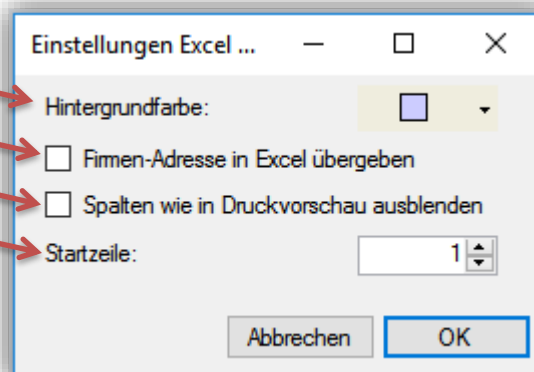 Einstellungen Excel ...
Hintergrundfarbe:
Firmen-Adresse in Excel übergeben
Spalten wie in Druckvorschau ausblenden
Startzeile: 1
Abbrechen OK